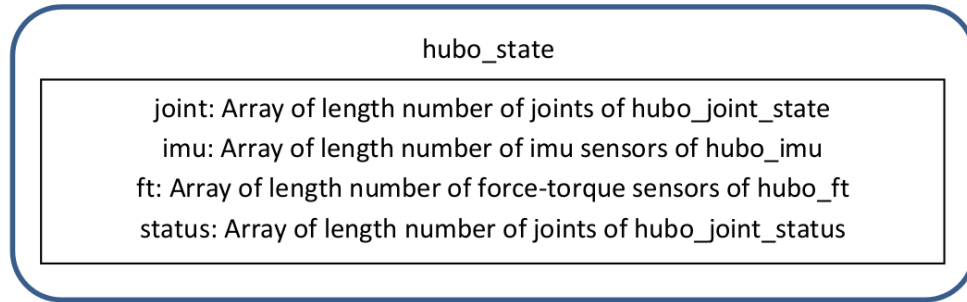 hubo_state
joint: Array of length number of joints of hubo_joint_state
imu: Array of length number of imu sensors of hubo_imu
ft: Array of length number of force-torque sensors of hubo_ft
status: Array of length number of joints of hubo_joint_status